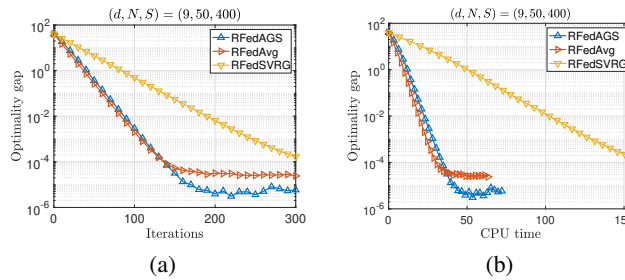 (d, N, S) = (9, 50, 400)
Optimality gap
10^2
10^0
10^-2
10^-4
10^-6
RFedAGS
RFedAvg
RFedSVRG
0
100
200
300
Iterations
(a)
(d, N, S) = (9, 50, 400)
Optimality gap
10^2
10^0
10^-2
10^-4
10^-6
RFedAGS
RFedAvg
RFedSVRG
0
50
100
CPU time
(b)